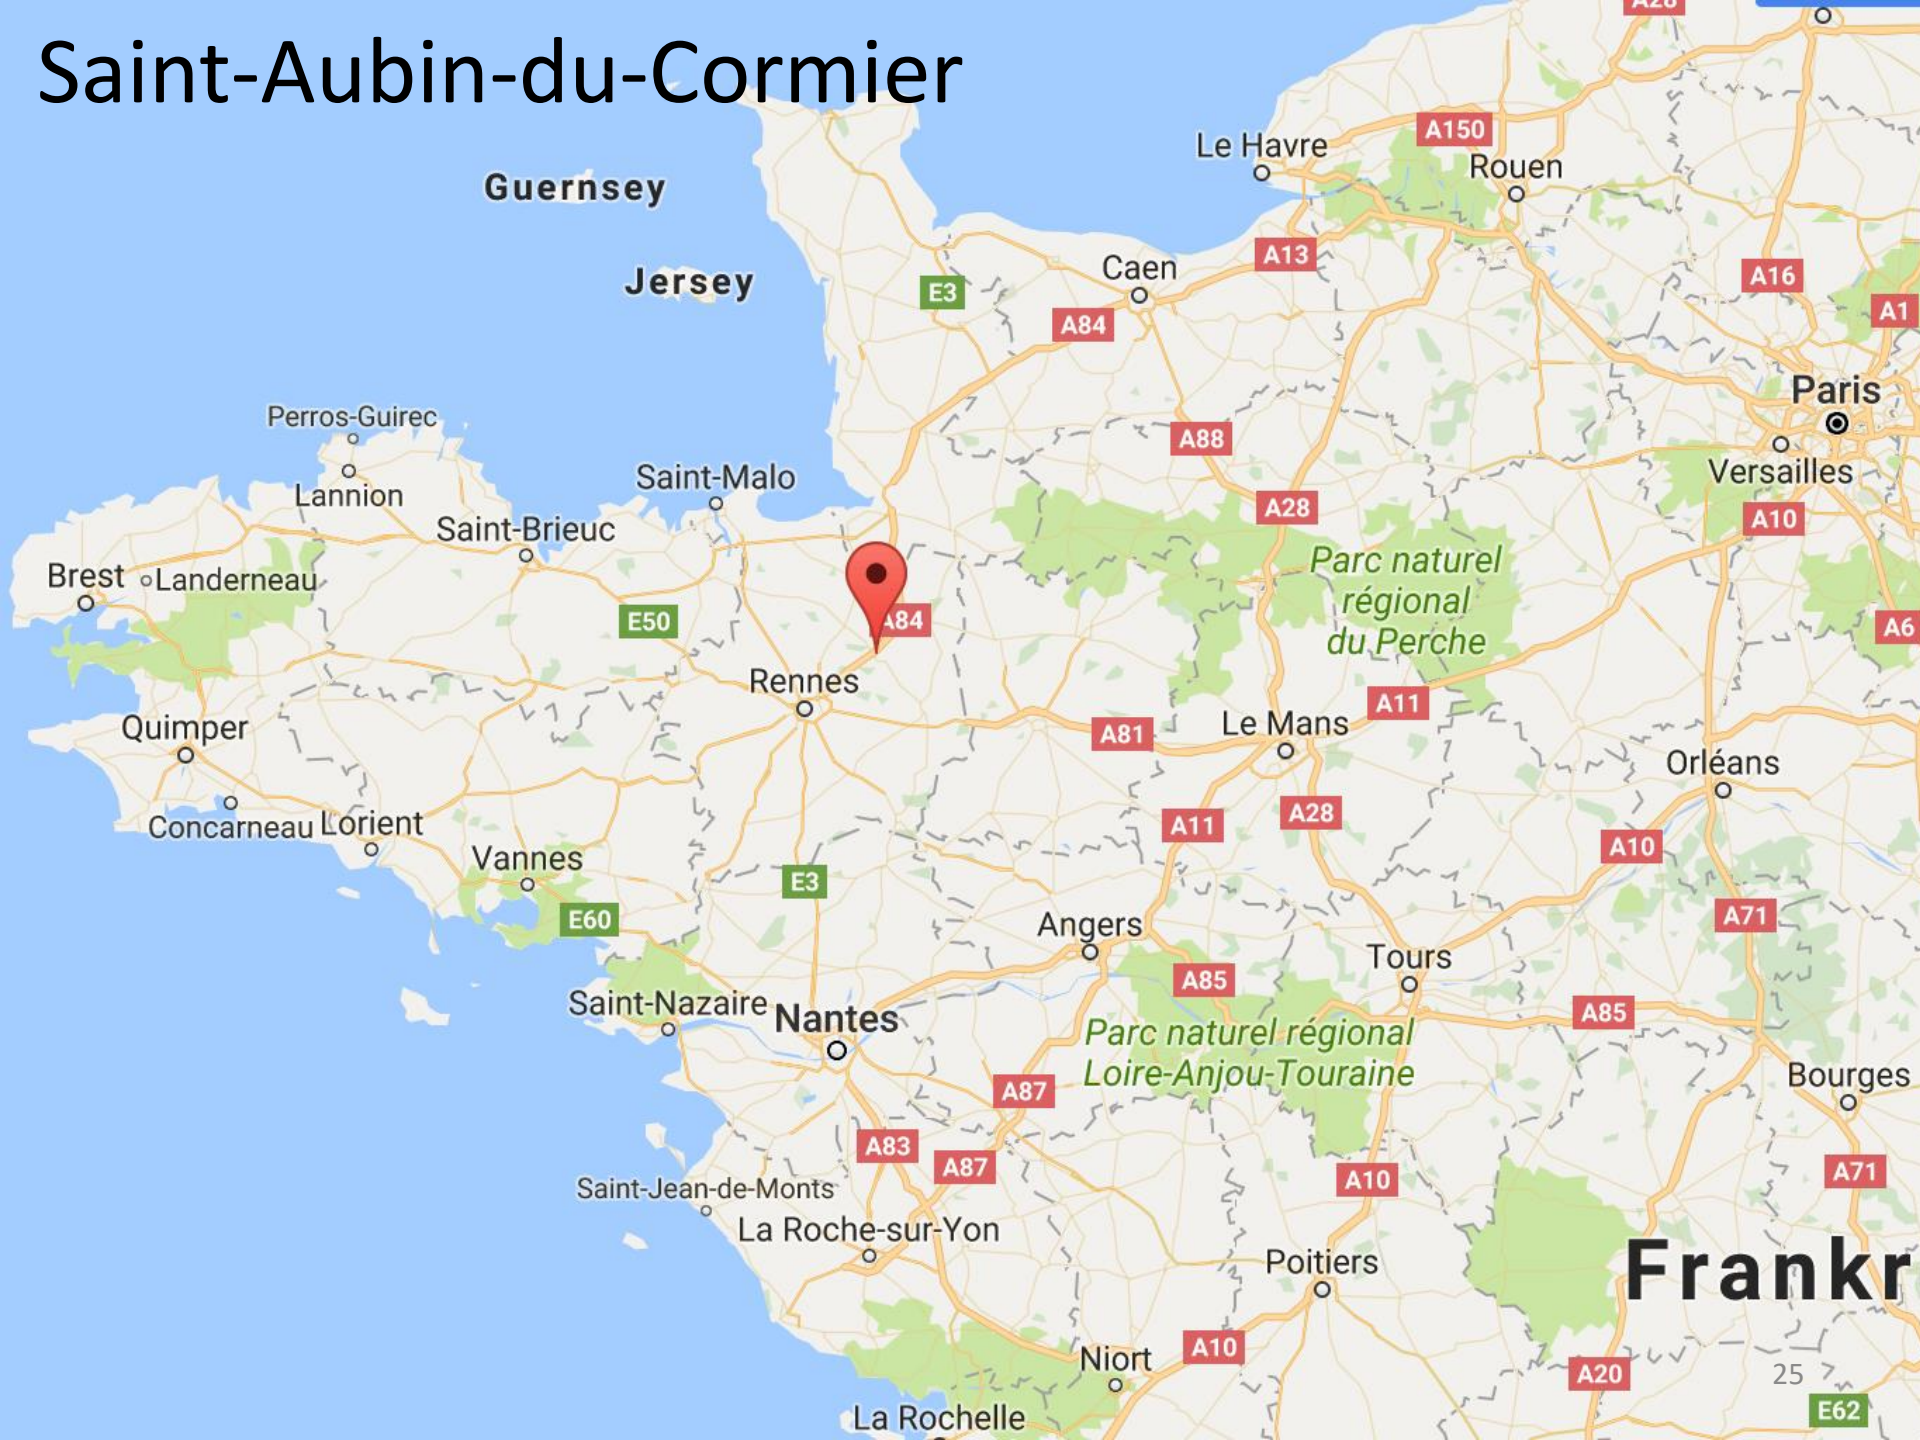 Saint-Aubin-du-Cormier
A28
Le Havre
A150
Rouen
Guernsey
Jersey
Caen
A13
E3
A84
A16
A1
Paris
Versailles
A88
A28
A10
Perros-Guirec
Lannion
Saint-Malo
Saint-Brieuc
Brest
Landerneau
E50
A84
Parc naturel
régional
du Perche
A6
Rennes
Quimper
A81
Le Mans
A11
Orléans
Concarneau
Lorient
A11
A28
A10
Vannes
E3
E60
Angers
A71
Tours
A85
Saint-Nazaire
Nantes
Parc naturel régional
Loire-Anjou-Touraine
A85
Bourges
A87
A83
A87
A10
A71
Saint-Jean-de-Monts
La Roche-sur-Yon
Poitiers
Frankr
Niort
A10
A20
25
E62
La Rochelle